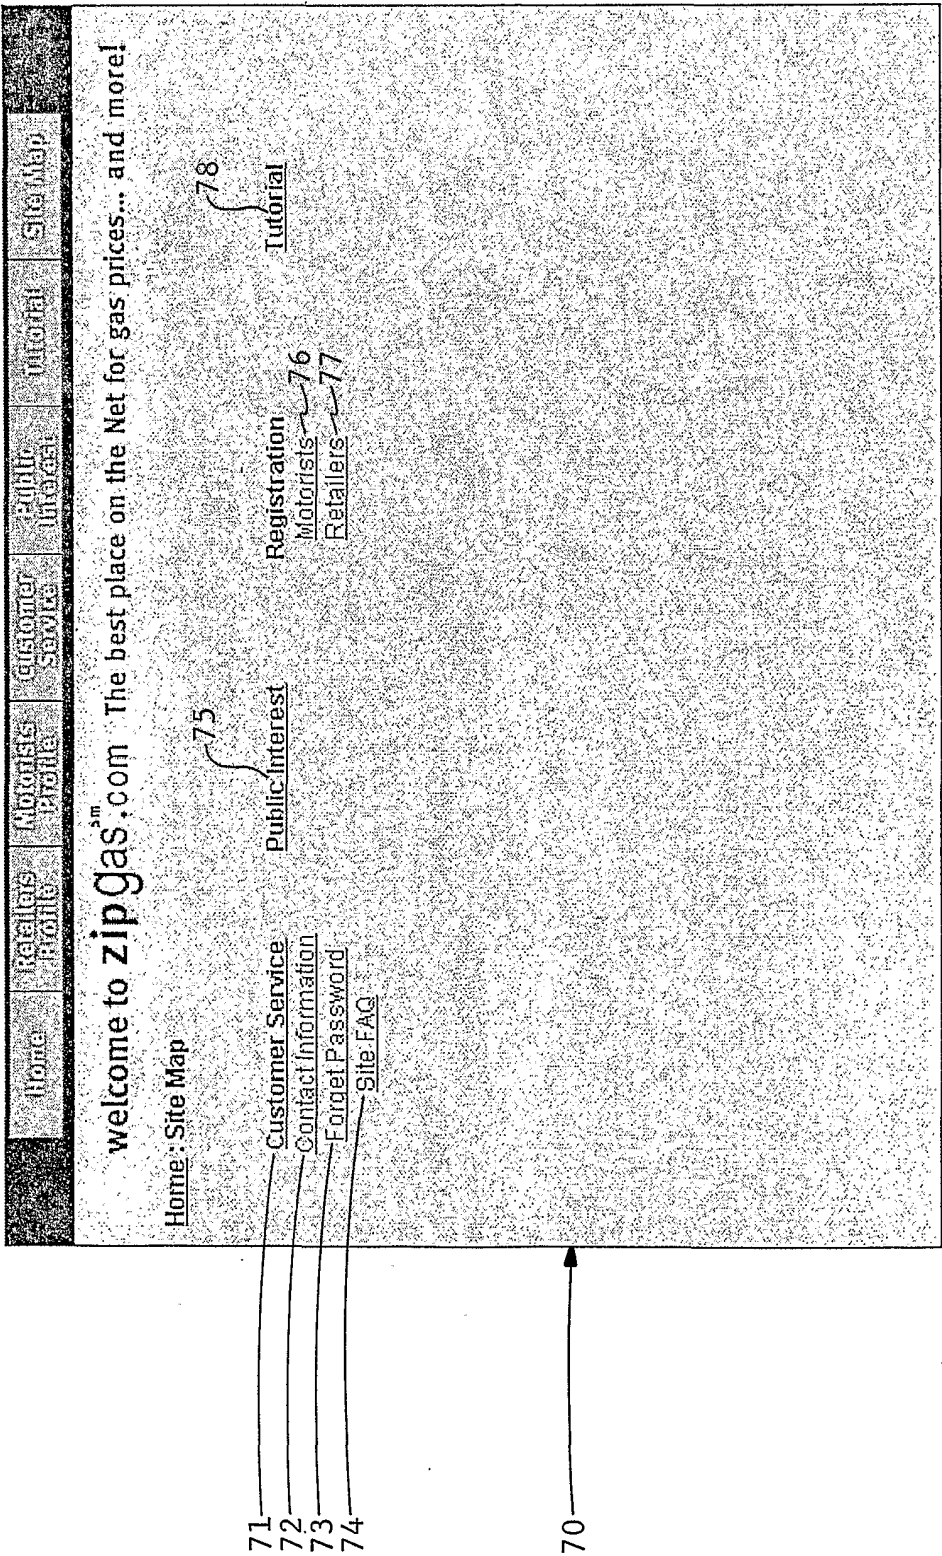 Home
Retailers Profile
Motorists Profile
Customer Service
Public Interest
Tutorial
Site Map
welcome to zipgas.com sm The best place on the Net for gas prices... and more!
Home : Site Map
71 Customer Service
72 Contact Information
73 Forget Password
74 Site FAQ
75
Public Interest
Registration
Motorists 76
Retailers 77
78
Tutorial
70